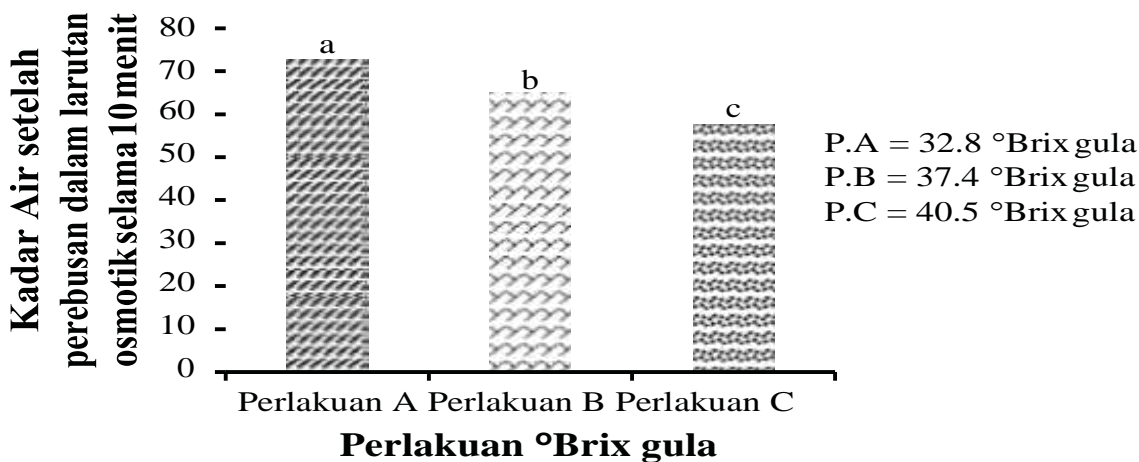 Kadar Air setelah
perebusan dalam larutan
osmotik selama 10 menit
80
70
60
50
40
30
20
10
0
a
b
c
Perlakuan A Perlakuan B Perlakuan C
Perlakuan °Brix gula
P.A = 32.8 °Brix gula
P.B = 37.4 °Brix gula
P.C = 40.5 °Brix gula